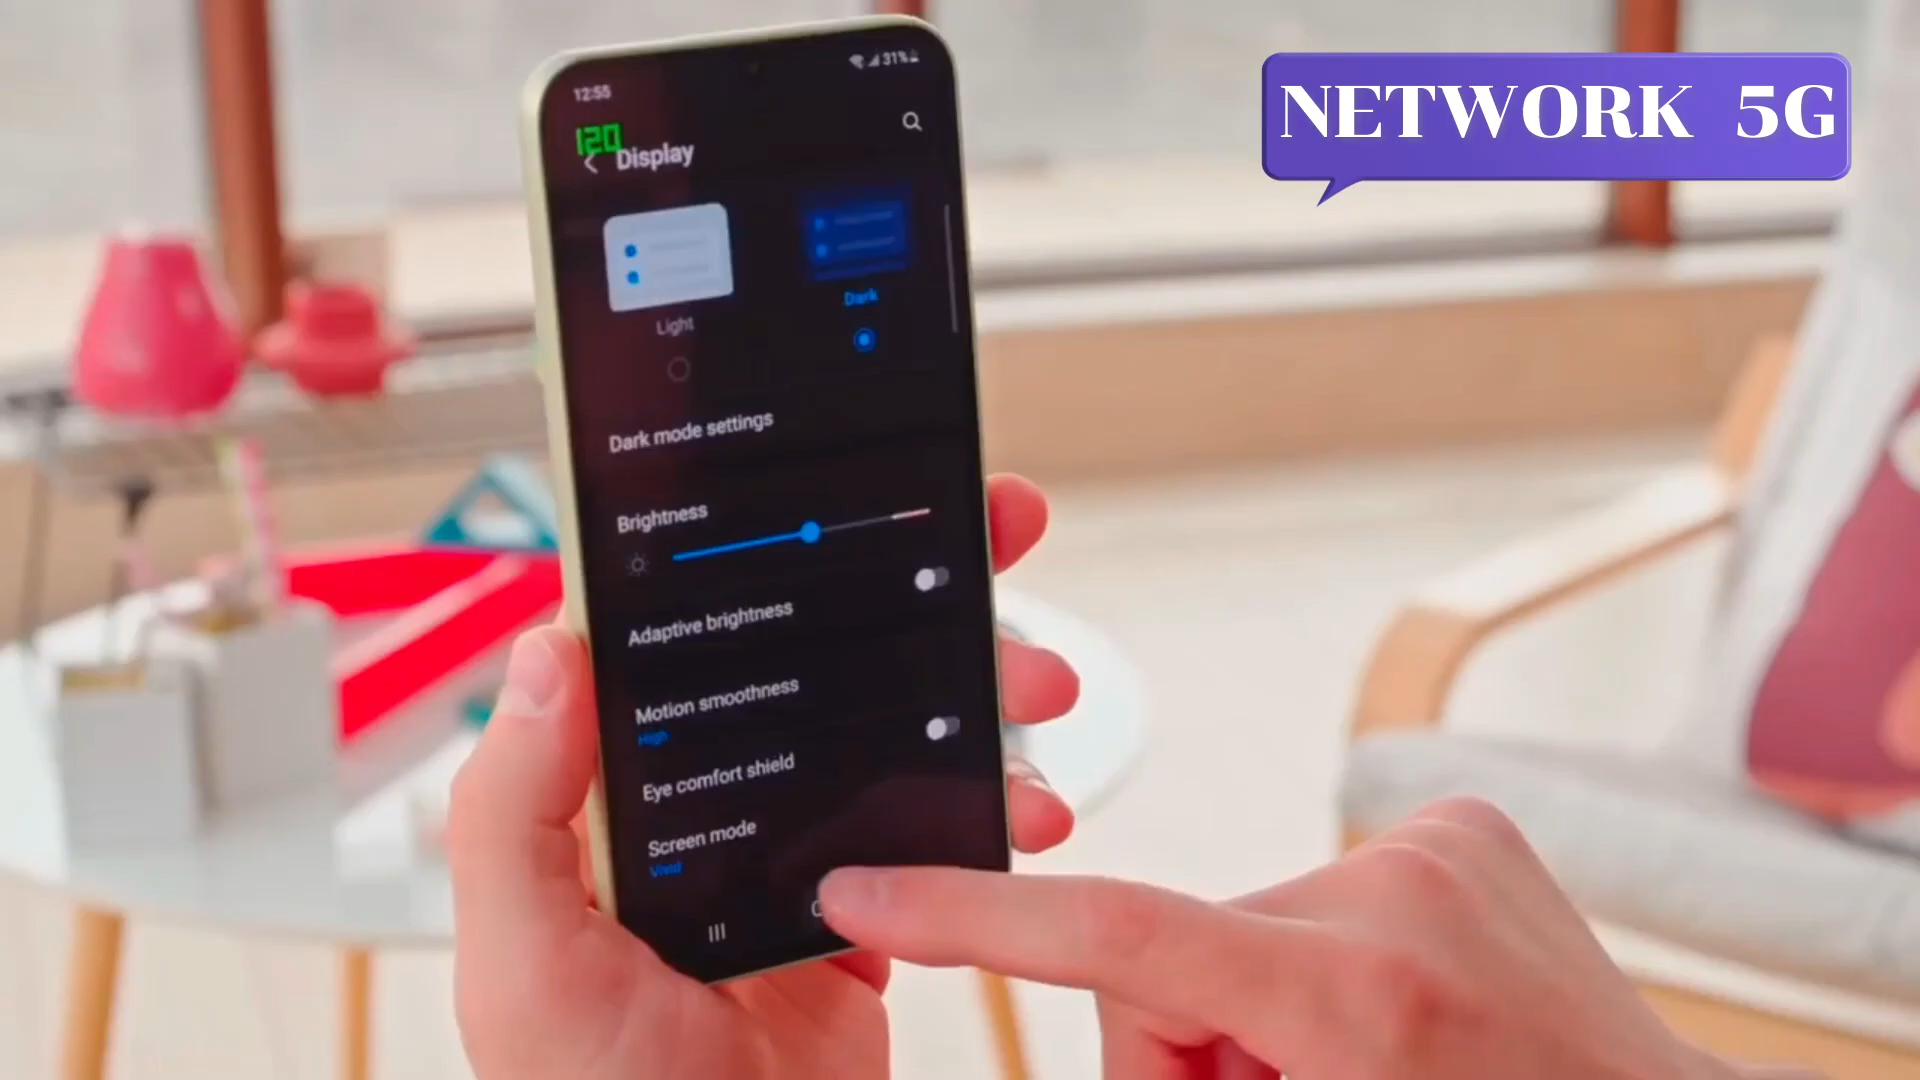 NETWORK 5G
12:55
31%
120
Display
Light
Dark
Dark mode settings
Brightness
Adaptive brightness
Motion smoothness
High
Eye comfort shield
Screen mode
Vivid